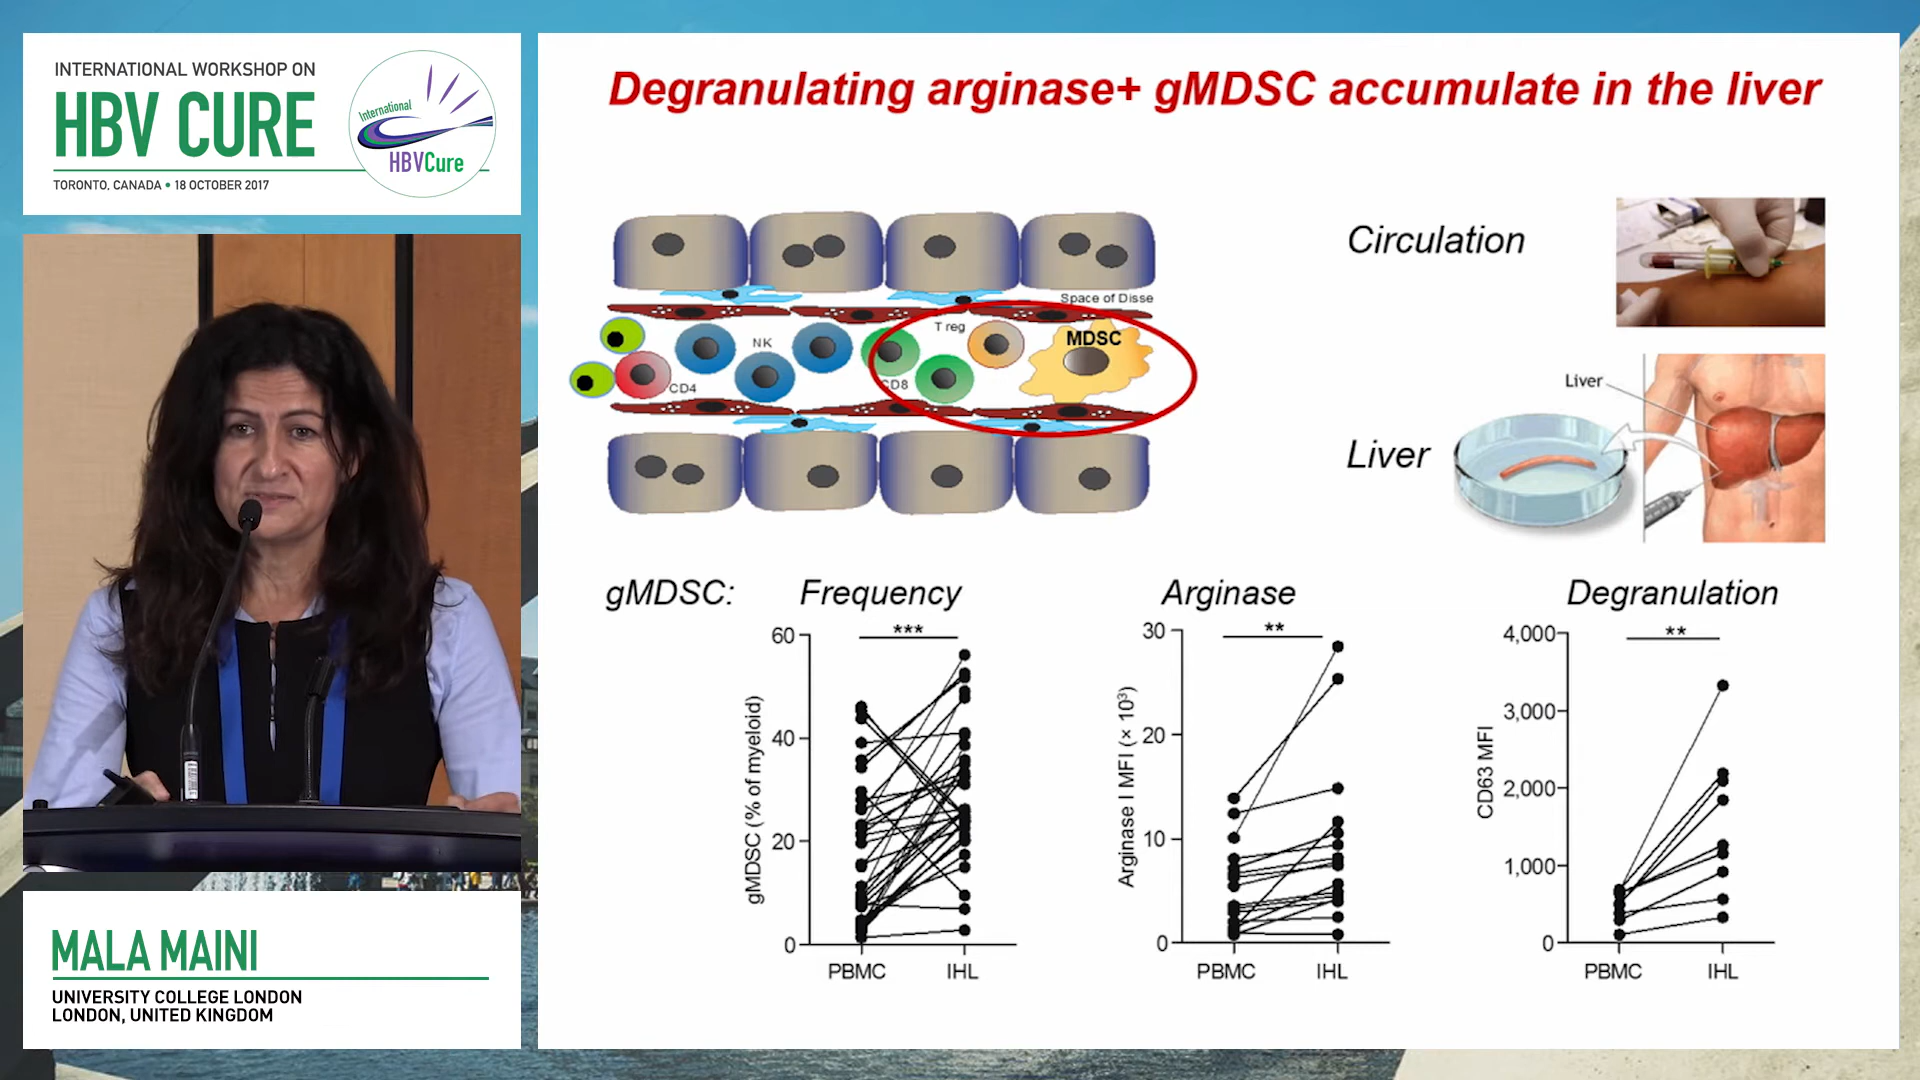 INTERNATIONAL WORKSHOP ON
HBV CURE
TORONTO, CANADA • 18 OCTOBER 2017
International
HBVCure
MALA MAINI
UNIVERSITY COLLEGE LONDON
LONDON, UNITED KINGDOM
Degranulating arginase+ gMDSC accumulate in the liver
Space of Disse
T reg
MDSC
NK
CD4
CD8
Circulation
Liver
Liver
gMDSC:
Frequency
***
gMDSC (% of myeloid)
60
40
20
0
PBMC
IHL
Arginase
**
Arginase I MFI (× 10³)
30
20
10
0
PBMC
IHL
Degranulation
**
CD63 MFI
4,000
3,000
2,000
1,000
0
PBMC
IHL